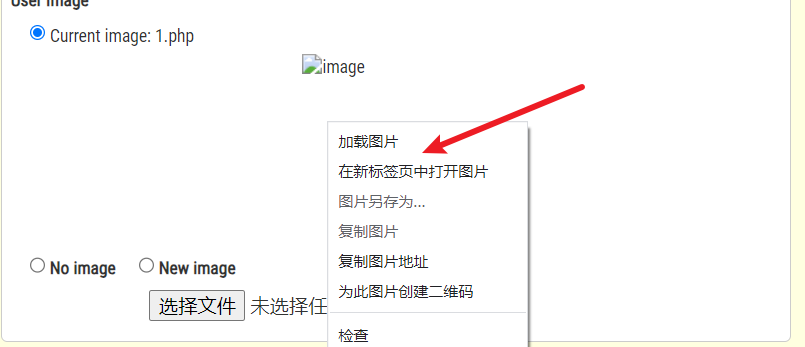 User image
Current image: 1.php
image
加载图片
在新标签页中打开图片
图片另存为...
复制图片
复制图片地址
为此图片创建二维码
No image New image
选择文件 未选择任
检查